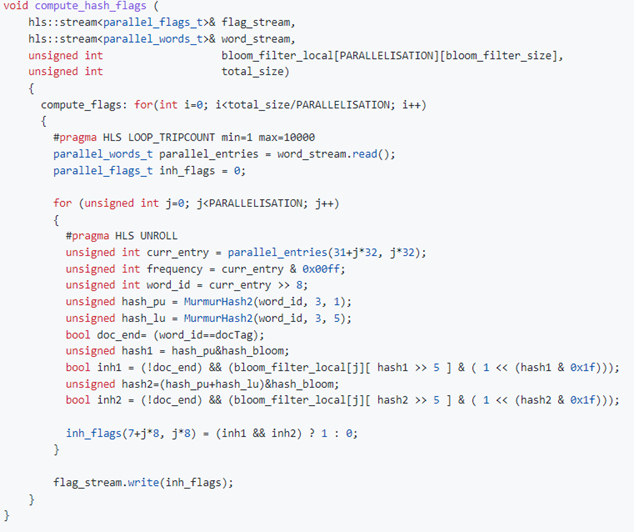 void compute_hash_flags (
    hls::stream<parallel_flags_t>& flag_stream,
    hls::stream<parallel_words_t>& word_stream,
    unsigned int                  bloom_filter_local[PARALLELISATION][bloom_filter_size],
    unsigned int                  total_size)
    {
      compute_flags: for(int i=0; i<total_size/PARALLELISATION; i++)
      {
        #pragma HLS LOOP_TRIPCOUNT min=1 max=10000
        parallel_words_t parallel_entries = word_stream.read();
        parallel_flags_t inh_flags = 0;

        for (unsigned int j=0; j<PARALLELISATION; j++)
        {
          #pragma HLS UNROLL
          unsigned int curr_entry = parallel_entries(31+j*32, j*32);
          unsigned int frequency = curr_entry & 0x00ff;
          unsigned int word_id = curr_entry >> 8;
          unsigned hash_pu = MurmurHash2(word_id, 3, 1);
          unsigned hash_lu = MurmurHash2(word_id, 3, 5);
          bool doc_end= (word_id==docTag);
          unsigned hash1 = hash_pu&hash_bloom;
          bool inh1 = (!doc_end) && (bloom_filter_local[j][ hash1 >> 5 ] & ( 1 << (hash1 & 0x1f)));
          unsigned hash2=(hash_pu+hash_lu)&hash_bloom;
          bool inh2 = (!doc_end) && (bloom_filter_local[j][ hash2 >> 5 ] & ( 1 << (hash2 & 0x1f)));

          inh_flags(7+j*8, j*8) = (inh1 && inh2) ? 1 : 0;
        }

        flag_stream.write(inh_flags);
    }
}